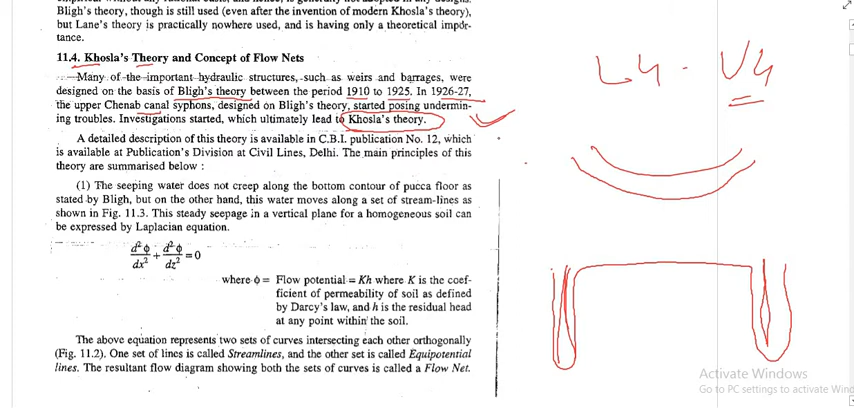 Bligh's theory, though is still used (even after the invention of modern Khosla's theory),
but Lane's theory is practically nowhere used, and is having only a theoretical impor-
tance.
11.4. Khosla's Theory and Concept of Flow Nets
Many of the important hydraulic structures, such as weirs and barrages, were
designed on the basis of Bligh's theory between the period 1910 to 1925. In 1926-27,
the upper Chenab canal syphons, designed on Bligh's theory, started posing undermin-
ing troubles. Investigations started, which ultimately lead to Khosla's theory.
A detailed description of this theory is available in C.B.I. publication No. 12, which
is available at Publication's Division at Civil Lines, Delhi. The main principles of this
theory are summarised below :
(1) The seeping water does not creep along the bottom contour of pucca floor as
stated by Bligh, but on the other hand, this water moves along a set of stream-lines as
shown in Fig. 11.3. This steady seepage in a vertical plane for a homogeneous soil can
be expressed by Laplacian equation.
d²φ/dx² + d²φ/dz² = 0
where φ = Flow potential = Kh where K is the coef-
ficient of permeability of soil as defined
by Darcy's law, and h is the residual head
at any point within the soil.
The above equation represents two sets of curves intersecting each other orthogonally
(Fig. 11.2). One set of lines is called Streamlines, and the other set is called Equipotential
lines. The resultant flow diagram showing both the sets of curves is called a Flow Net.
L4 - V4
Activate Windows
Go to PC settings to activate Wind